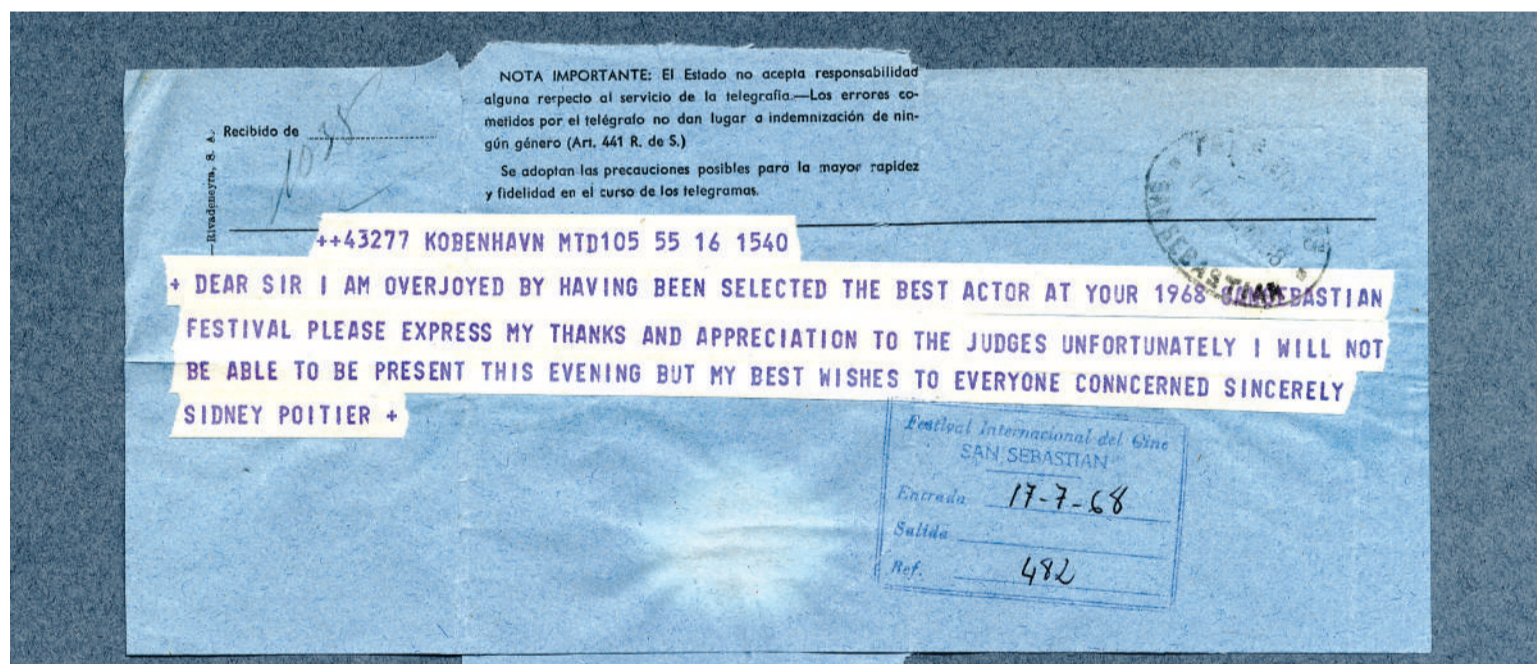 NOTA IMPORTANTE: El Estado no acepta responsabilidad
alguna respecto al servicio de la telegrafía.—Los errores co-
metidos por el telégrafo no dan lugar a indemnización de nin-
gún género (Art. 441 R. de S.)
Se adoptan las precauciones posibles para la mayor rapidez
y fidelidad en el curso de los telegramas.
Recibido de
—Rivadeneyra, S. A.
++43277 KOBENHAVN MTD105 55 16 1540
+ DEAR SIR I AM OVERJOYED BY HAVING BEEN SELECTED THE BEST ACTOR AT YOUR 1968 SANSEBASTIAN
FESTIVAL PLEASE EXPRESS MY THANKS AND APPRECIATION TO THE JUDGES UNFORTUNATELY I WILL NOT
BE ABLE TO BE PRESENT THIS EVENING BUT MY BEST WISHES TO EVERYONE CONNCERNED SINCERELY
SIDNEY POITIER +
SEBASTIAN
Festival Internacional del Cine
SAN SEBASTIAN
Entrada 17-7-68
Salida
Ref. 482